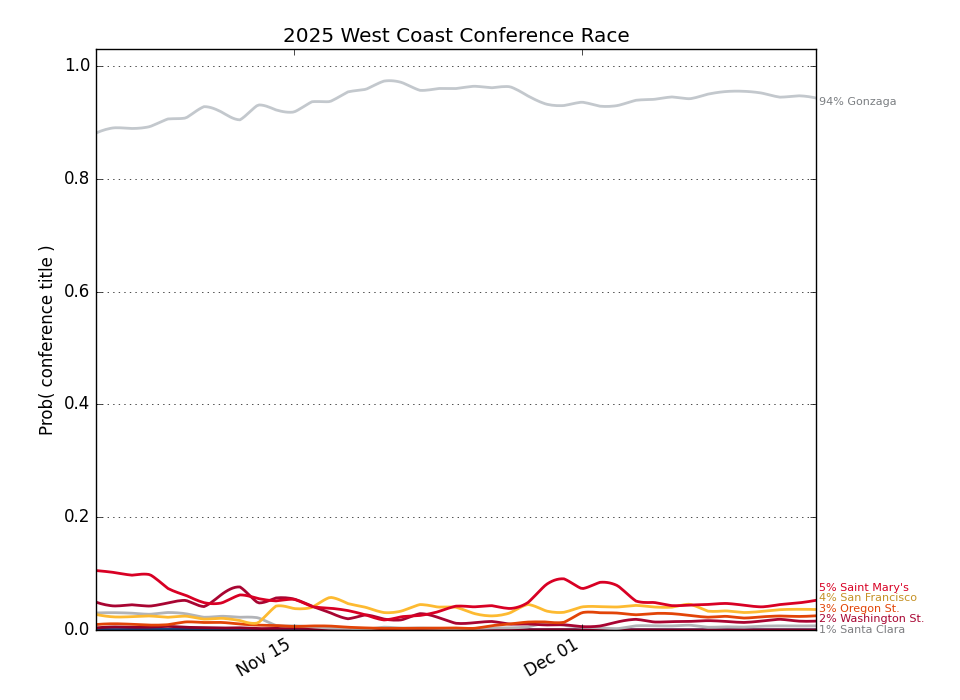 2025 West Coast Conference Race
Prob( conference title )
1.0
0.8
0.6
0.4
0.2
0.0
Nov 15
Dec 01
94% Gonzaga
5% Saint Mary's
4% San Francisco
3% Oregon St.
2% Washington St.
1% Santa Clara